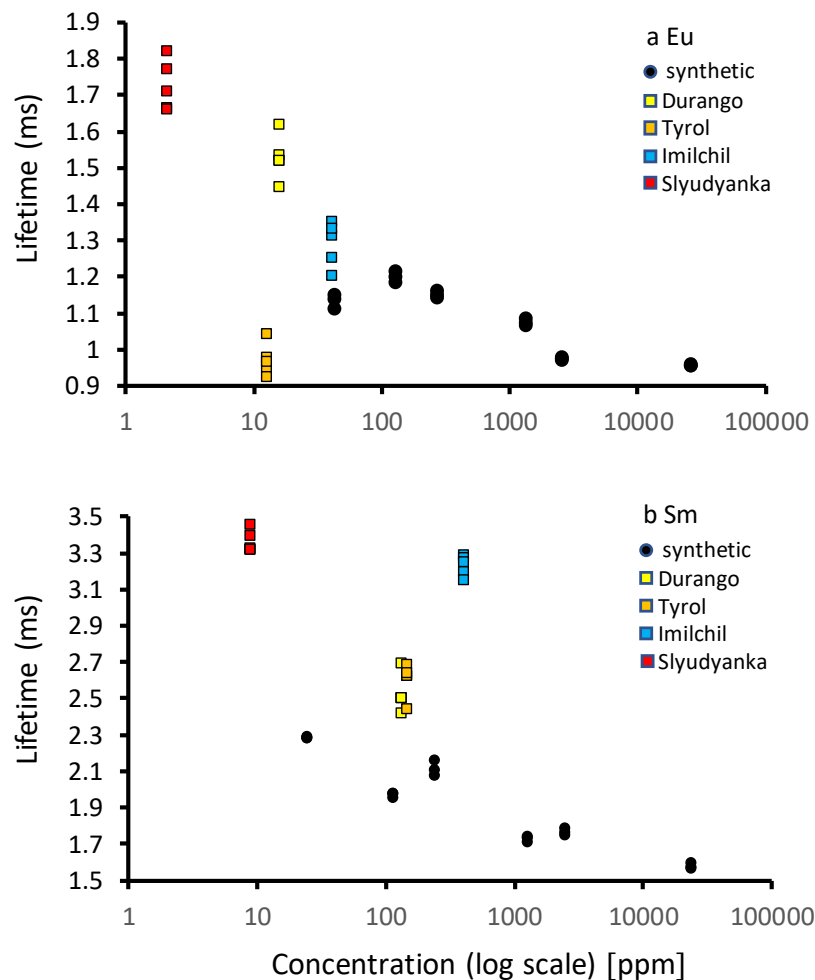 a Eu
synthetic
Durango
Tyrol
Imilchil
Slyudyanka
Lifetime (ms)
1.9
1.8
1.7
1.6
1.5
1.4
1.3
1.2
1.1
1
0.9
1 10 100 1000 10000 100000
b Sm
synthetic
Durango
Tyrol
Imilchil
Slyudyanka
Lifetime (ms)
3.5
3.3
3.1
2.9
2.7
2.5
2.3
2.1
1.9
1.7
1.5
1 10 100 1000 10000 100000
Concentration (log scale) [ppm]